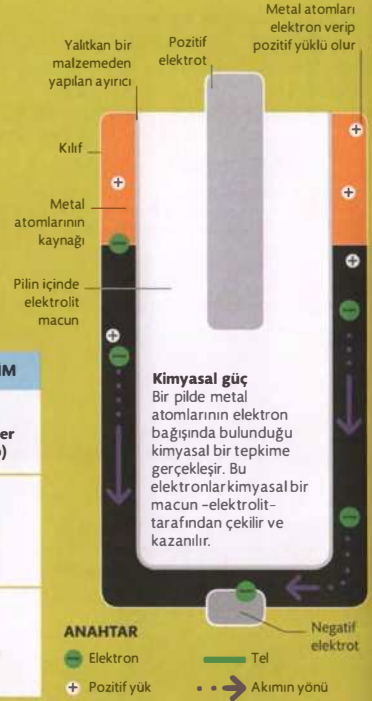 Metal atomları
elektron verip
pozitif yüklü olur
Pozitif
elektrot
Yalıtkan bir
malzemeden
yapılan ayırıcı
Kılıf
Metal
atomlarının
kaynağı
Pilin içinde
elektrolit
macun
Kimyasal güç
Bir pilde metal
atomlarının elektron
bağışında bulunduğu
kimyasal bir tepkime
gerçekleşir. Bu
elektronlar kimyasal bir
macun –elektrolit–
tarafından çekilir ve
kazanılır.
Negatif
elektrot
ANAHTAR
Elektron
Tel
Pozitif yük
Akımın yönü